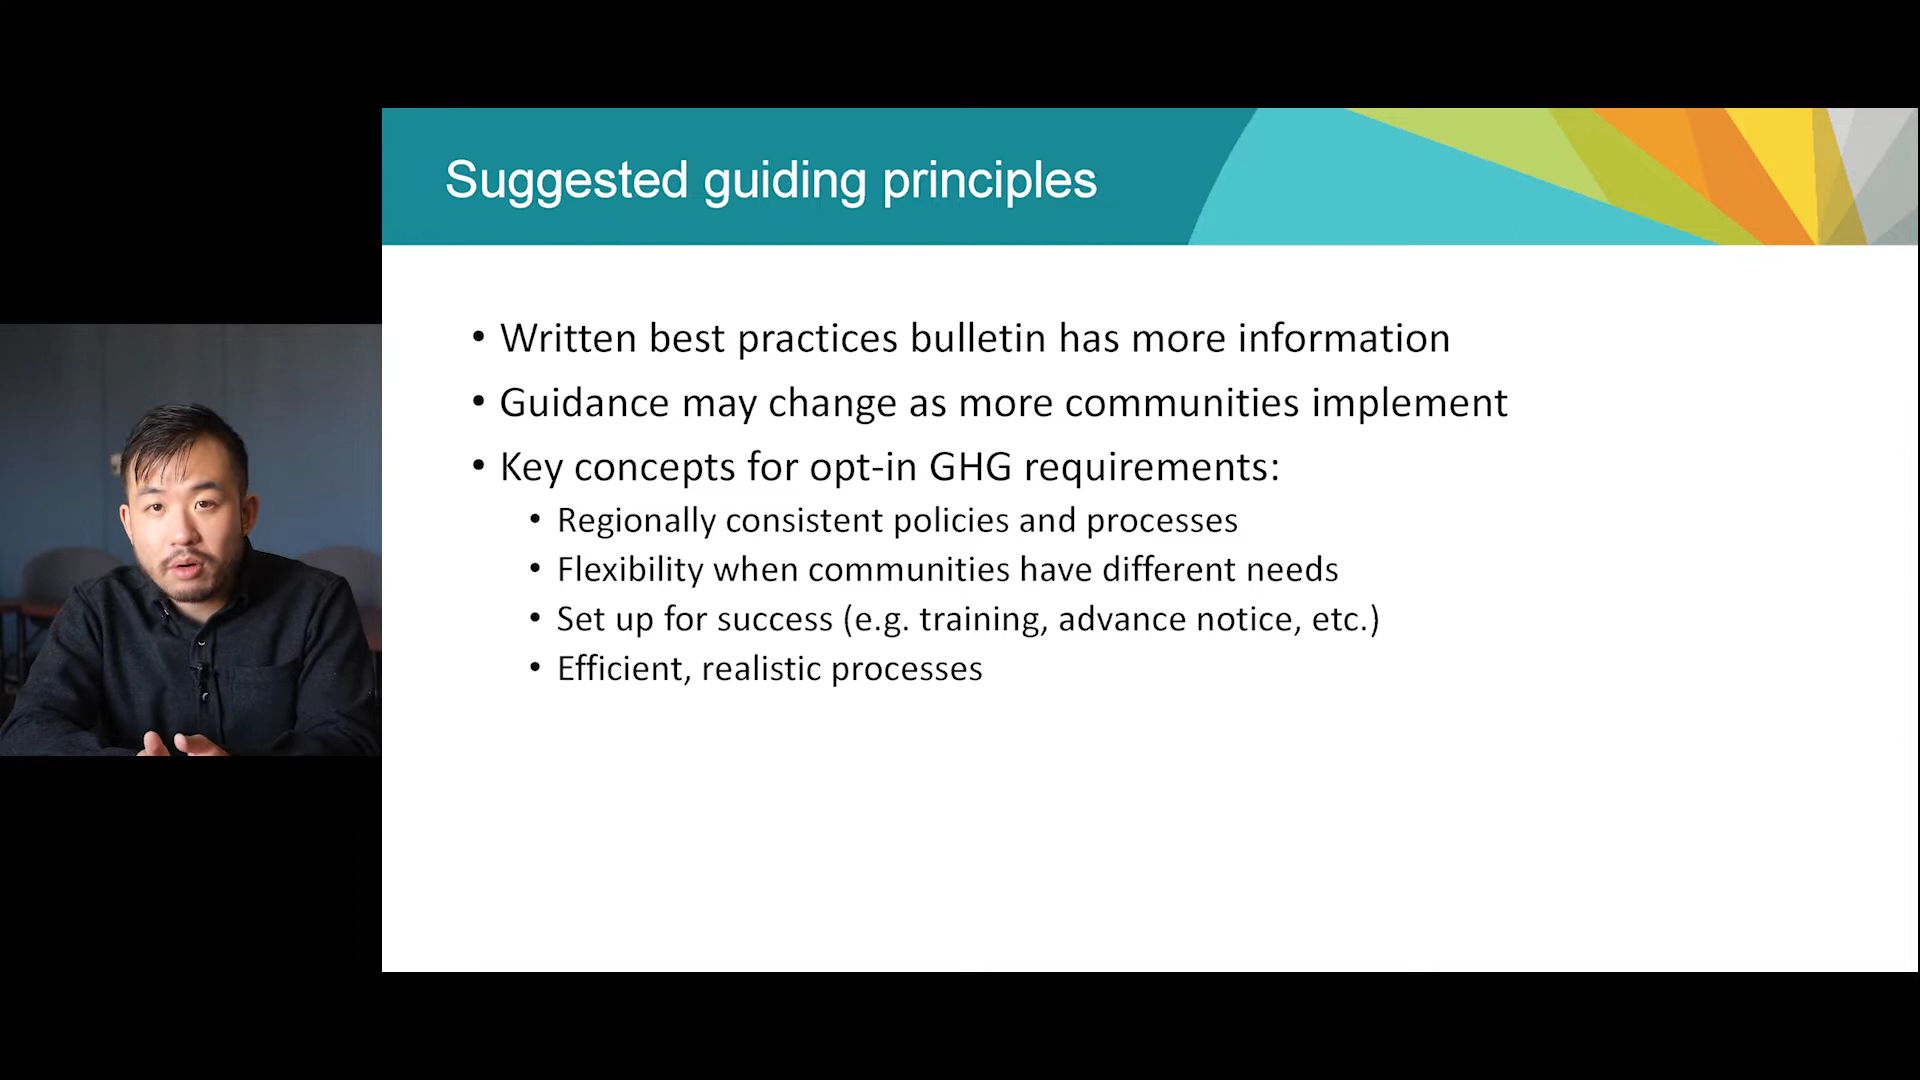 Suggested guiding principles
• Written best practices bulletin has more information
• Guidance may change as more communities implement
• Key concepts for opt-in GHG requirements:
• Regionally consistent policies and processes
• Flexibility when communities have different needs
• Set up for success (e.g. training, advance notice, etc.)
• Efficient, realistic processes